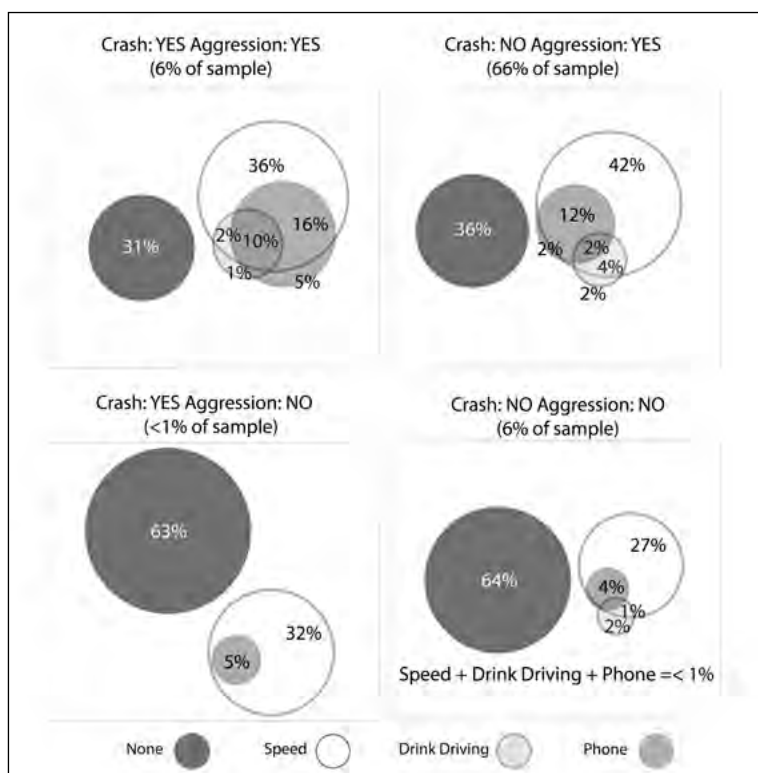 Crash: YES Aggression: YES
(6% of sample)
Crash: NO Aggression: YES
(66% of sample)
31%
36%
16%
2%
10%
1%
5%
36%
42%
12%
2%
2%
4%
2%
Crash: YES Aggression: NO
(<1% of sample)
Crash: NO Aggression: NO
(6% of sample)
63%
32%
5%
64%
27%
4%
1%
2%
Speed + Drink Driving + Phone =< 1%
None
Speed
Drink Driving
Phone